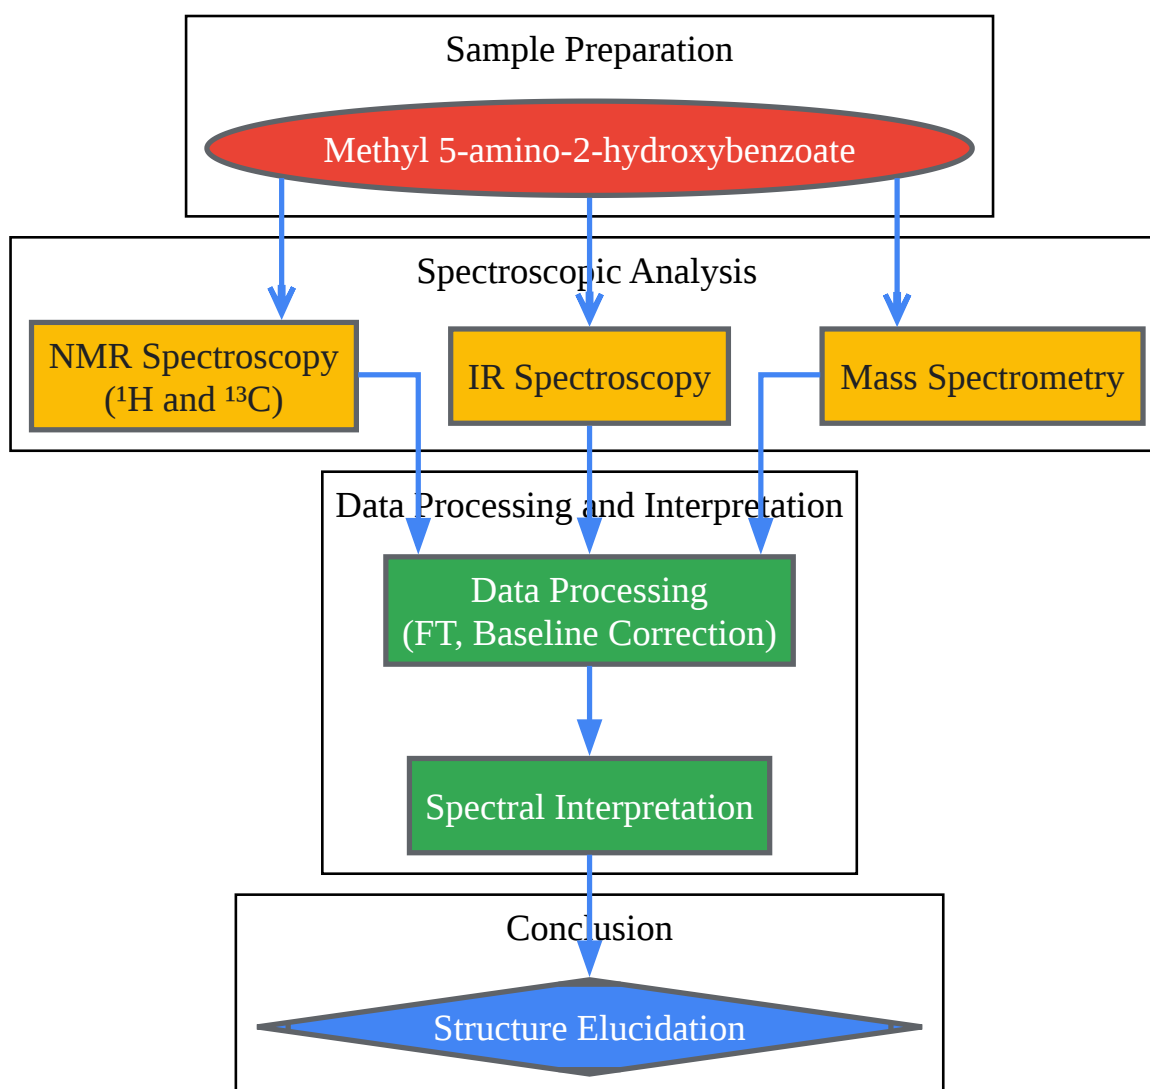 Sample Preparation
Methyl 5-amino-2-hydroxybenzoate
Spectroscopic Analysis
NMR Spectroscopy
(¹H and ¹³C)
IR Spectroscopy
Mass Spectrometry
Data Processing and Interpretation
Data Processing
(FT, Baseline Correction)
Spectral Interpretation
Conclusion
Structure Elucidation